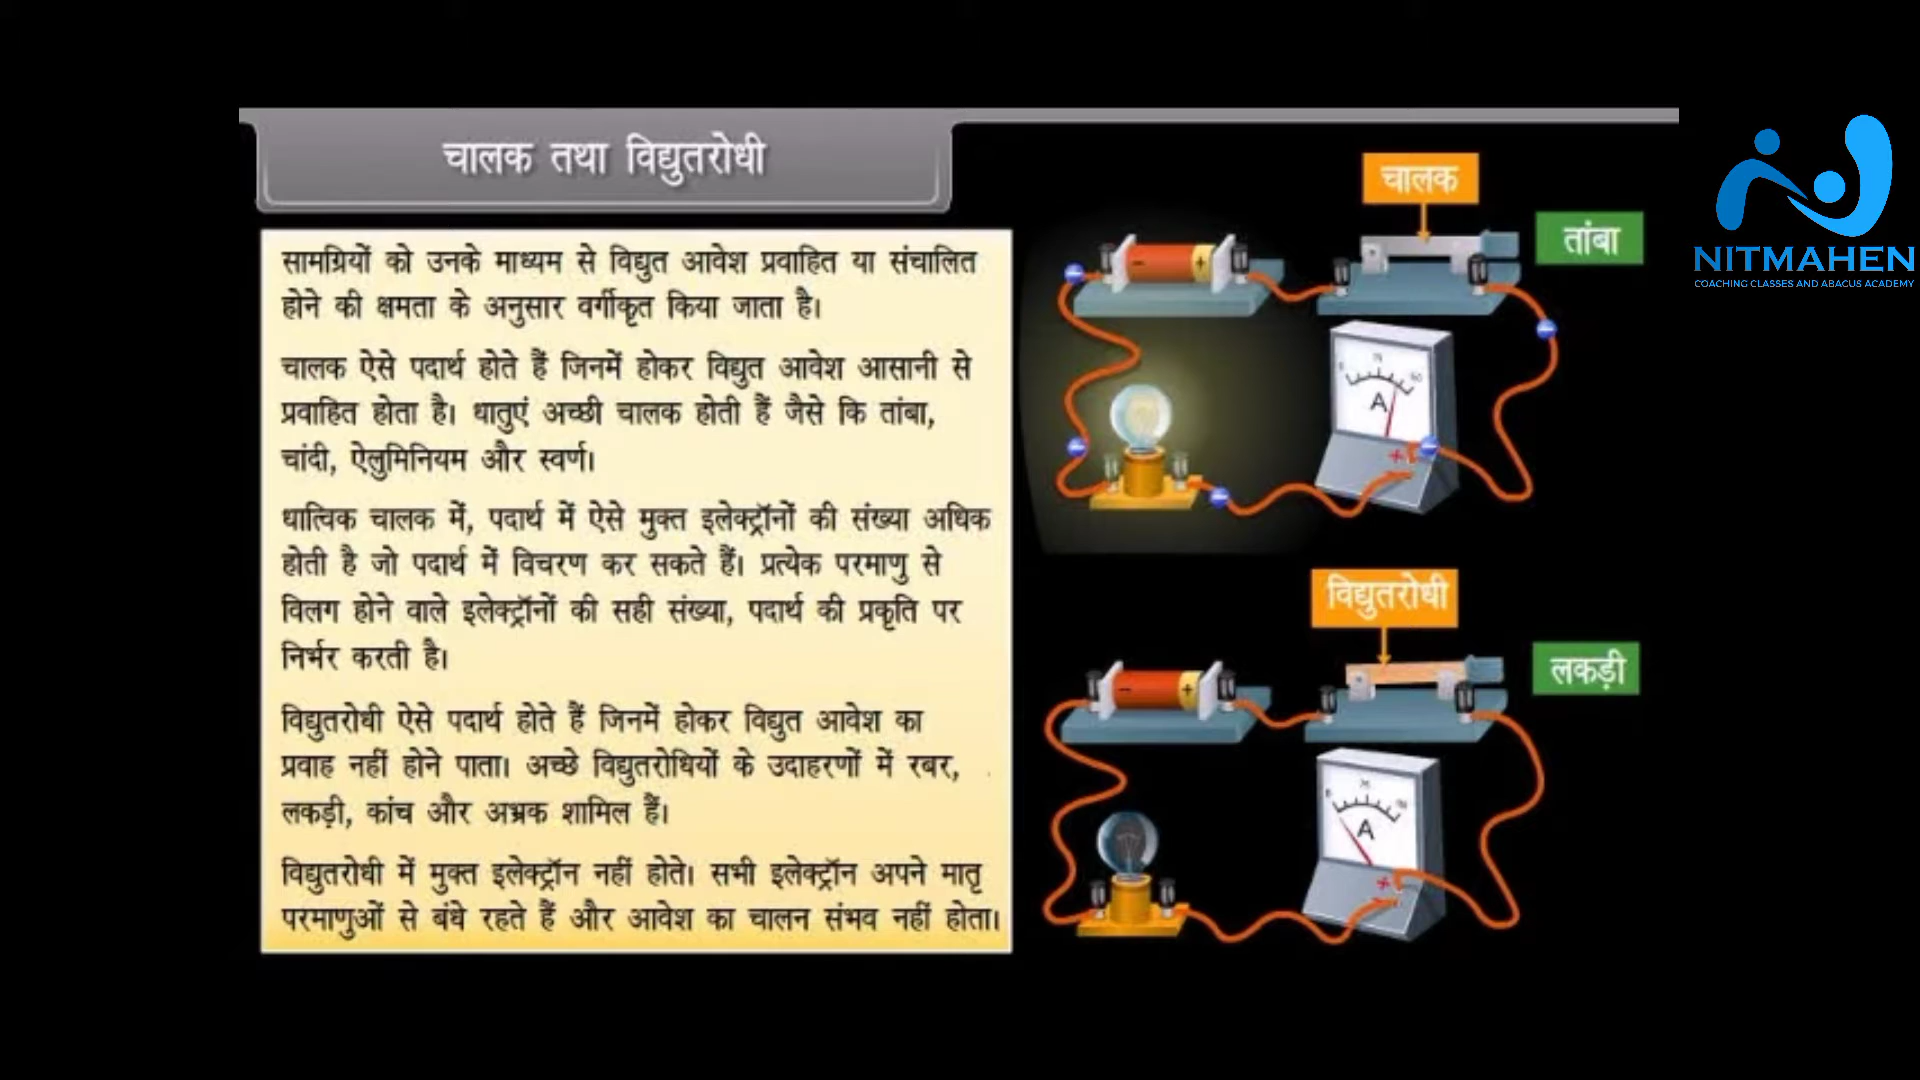 चालक तथा विद्युतरोधी
सामग्रियों को उनके माध्यम से विद्युत आवेश प्रवाहित या संचालित
होने की क्षमता के अनुसार वर्गीकृत किया जाता है।
चालक ऐसे पदार्थ होते हैं जिनमें होकर विद्युत आवेश आसानी से
प्रवाहित होता है। धातुएं अच्छी चालक होती हैं जैसे कि तांबा,
चांदी, ऐलुमिनियम और स्वर्ण।
धात्विक चालक में, पदार्थ में ऐसे मुक्त इलेक्ट्रॉनों की संख्या अधिक
होती है जो पदार्थ में विचरण कर सकते हैं। प्रत्येक परमाणु से
विलग होने वाले इलेक्ट्रॉनों की सही संख्या, पदार्थ की प्रकृति पर
निर्भर करती है।
विद्युतरोधी ऐसे पदार्थ होते हैं जिनमें होकर विद्युत आवेश का
प्रवाह नहीं होने पाता। अच्छे विद्युतरोधियों के उदाहरणों में रबर,
लकड़ी, कांच और अभ्रक शामिल हैं।
विद्युतरोधी में मुक्त इलेक्ट्रॉन नहीं होते। सभी इलेक्ट्रॉन अपने मातृ
परमाणुओं से बंधे रहते हैं और आवेश का चालन संभव नहीं होता।
चालक
तांबा
- +
A
+
विद्युतरोधी
लकड़ी
- +
A
+
NITMAHEN
COACHING CLASSES AND ABACUS ACADEMY